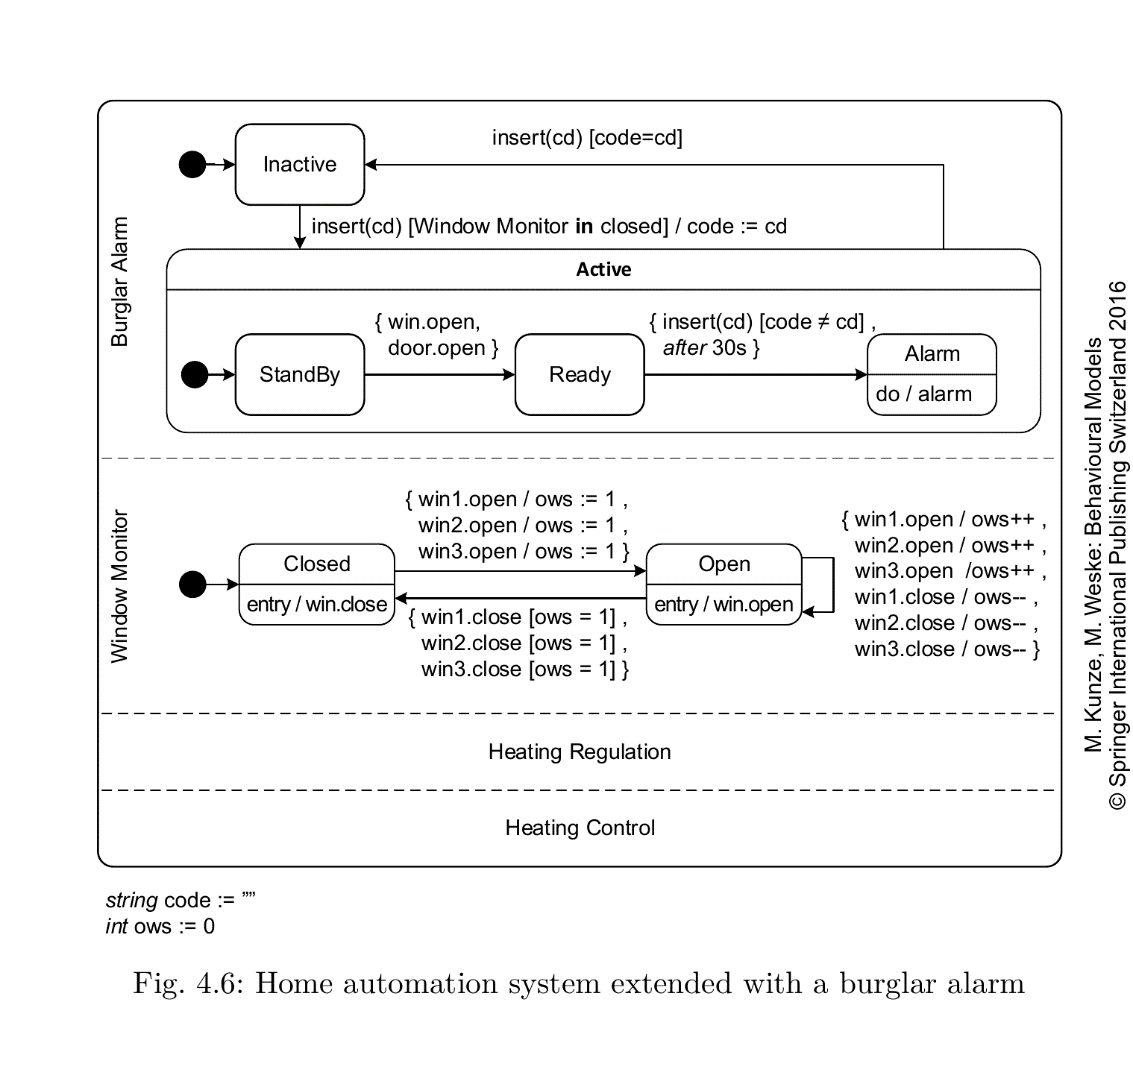 insert(cd) [code=cd]
Inactive
insert(cd) [Window Monitor in closed] / code := cd
Burglar Alarm
Active
{ win.open,
door.open }
{ insert(cd) [code ≠ cd] ,
after 30s }
StandBy
Ready
Alarm
do / alarm
Window Monitor
{ win1.open / ows := 1 ,
win2.open / ows := 1 ,
win3.open / ows := 1 }
Closed
entry / win.close
Open
entry / win.open
{ win1.close [ows = 1] ,
win2.close [ows = 1] ,
win3.close [ows = 1] }
{ win1.open / ows++ ,
win2.open / ows++ ,
win3.open /ows++ ,
win1.close / ows-- ,
win2.close / ows-- ,
win3.close / ows-- }
Heating Regulation
Heating Control
string code := ””
int ows := 0
M. Kunze, M. Weske: Behavioural Models
© Springer International Publishing Switzerland 2016
Fig. 4.6: Home automation system extended with a burglar alarm